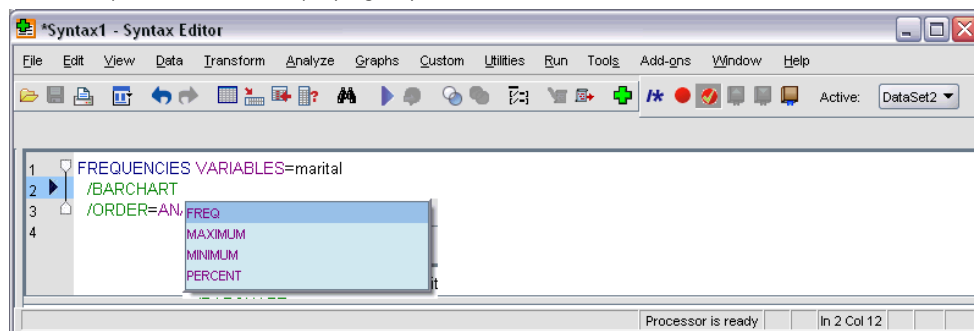 *Syntax1 - Syntax Editor
File Edit View Data Transform Analyze Graphs Custom Utilities Run Tools Add-ons Window Help
Active: DataSet2
1 FREQUENCIES VARIABLES=marital
2 /BARCHART
3 /ORDER=ANA
4
FREQ
MAXIMUM
MINIMUM
PERCENT
it
Processor is ready In 2 Col 12